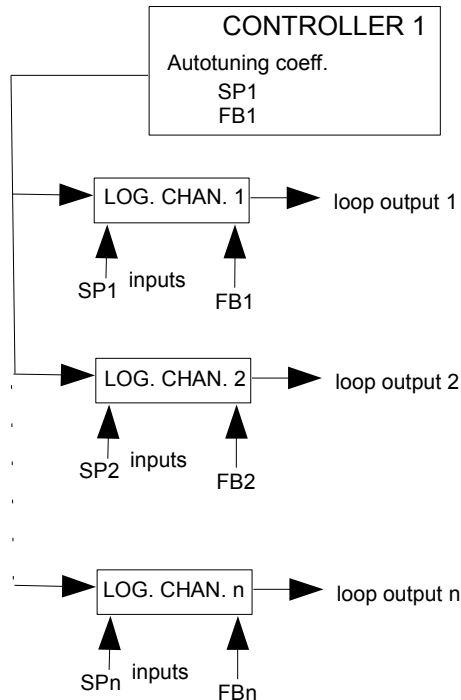 CONTROLLER 1
Autotuning coeff.
SP1
FB1
LOG. CHAN. 1
loop output 1
SP1 inputs
FB1
LOG. CHAN. 2
loop output 2
SP2 inputs
FB2
LOG. CHAN. n
loop output n
SPn inputs
FBn